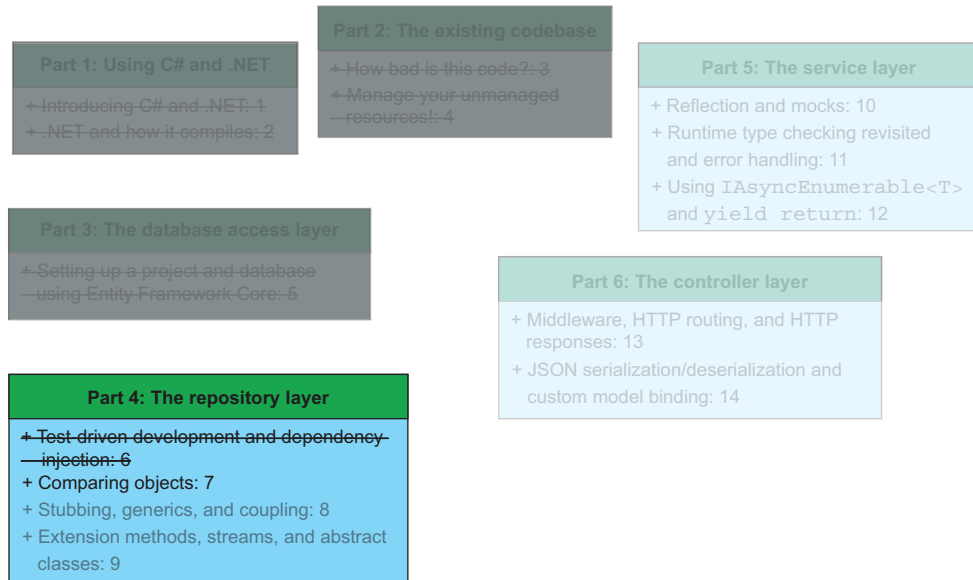 Part 1: Using C# and .NET
+ Introducing C# and .NET: 1
+ .NET and how it compiles: 2
Part 2: The existing codebase
+ How bad is this code?: 3
+ Manage your unmanaged
resources!: 4
Part 3: The database access layer
+ Setting up a project and database
using Entity Framework Core: 5
Part 4: The repository layer
+ Test-driven development and dependency
injection: 6
+ Comparing objects: 7
+ Stubbing, generics, and coupling: 8
+ Extension methods, streams, and abstract
classes: 9
Part 5: The service layer
+ Reflection and mocks: 10
+ Runtime type checking revisited
and error handling: 11
+ Using IAsyncEnumerable<T>
and yield return: 12
Part 6: The controller layer
+ Middleware, HTTP routing, and HTTP
responses: 13
+ JSON serialization/deserialization and
custom model binding: 14